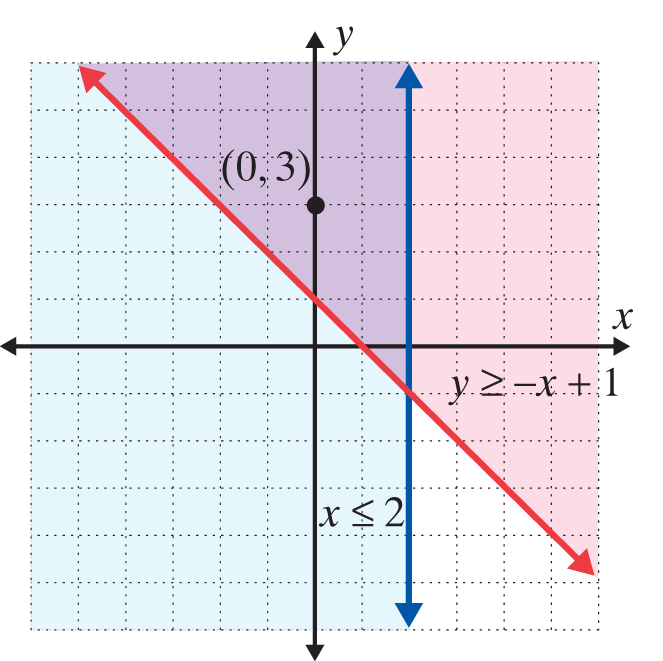 y
(0, 3)
x
y ≥ −x + 1
x ≤ 2